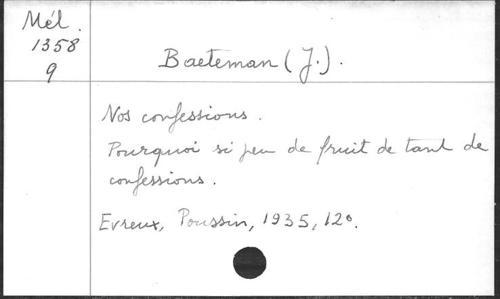 Mél.
1358
9
Baeteman (J.).
Nos confessions.
Pourquoi si peu de fruit de tant de
confessions.
Evreux, Poussin, 1935, 12°.